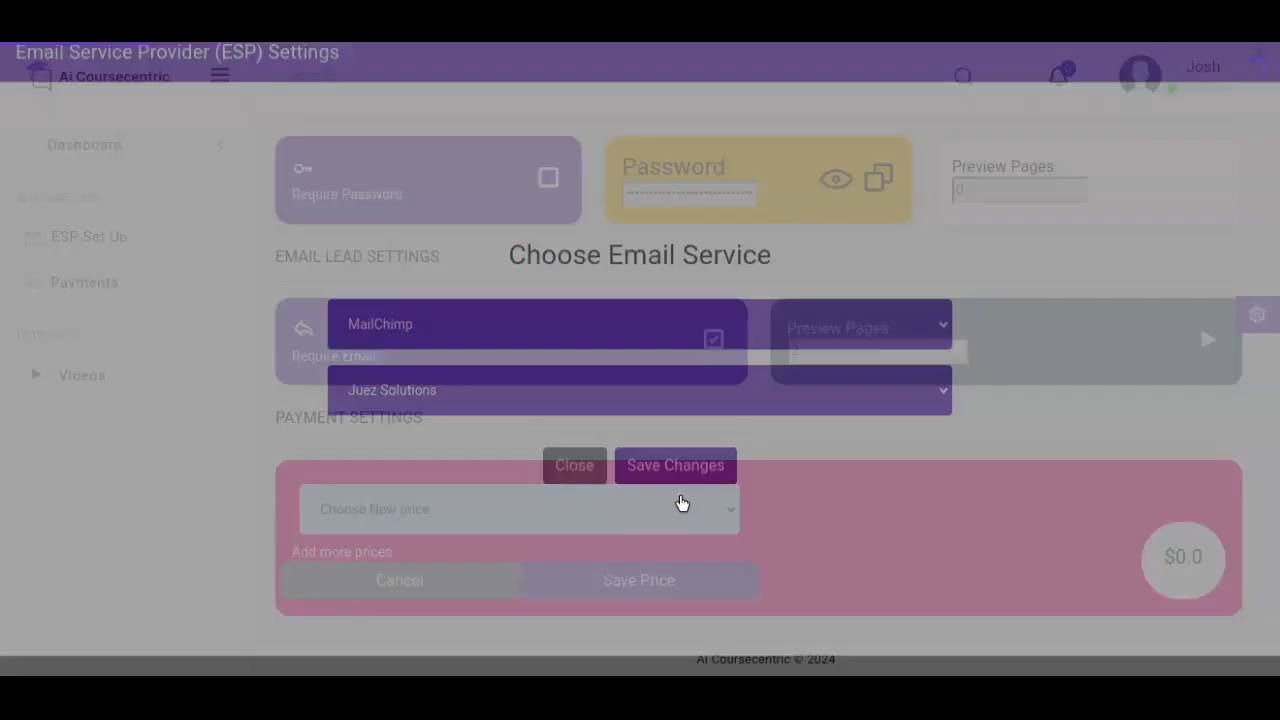 Email Service Provider (ESP) Settings
Ai Coursecentric
Josh
Dashboard
Require Password
Password
Preview Pages
0
ESP Set Up
EMAIL LEAD SETTINGS
Choose Email Service
Payments
MailChimp
Preview Pages
Require Email
2
Videos
Juez Solutions
PAYMENT SETTINGS
Close
Save Changes
Choose New price
Add more prices
$0.0
Cancel
Save Price
Ai Coursecentric © 2024